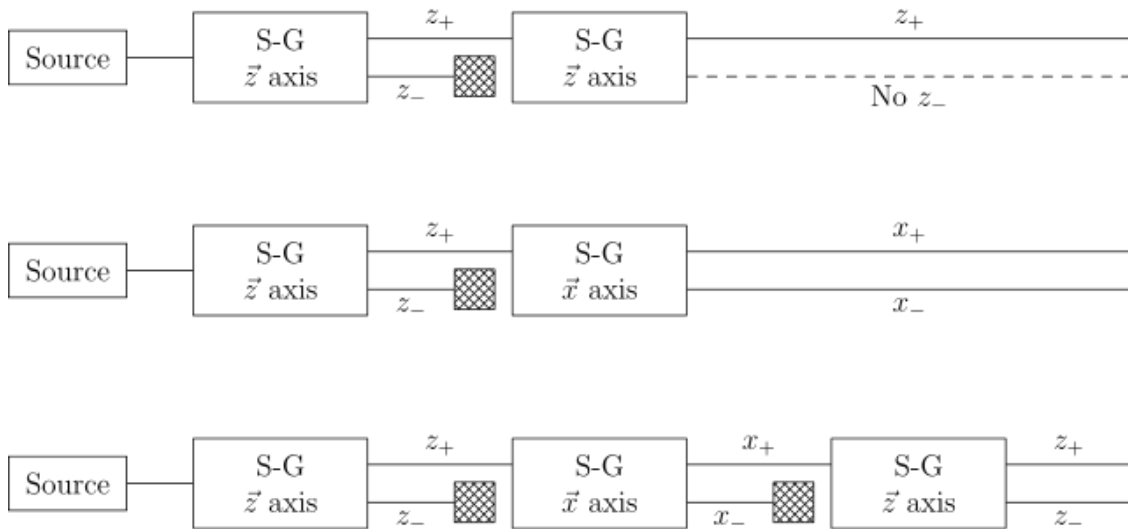 z₊ z₊
Source S-G S-G
z⃗ axis z⃗ axis
z₋ No z₋
z₊ x₊
Source S-G S-G
z⃗ axis x⃗ axis
z₋ x₋
z₊ x₊ z₊
Source S-G S-G S-G
z⃗ axis x⃗ axis z⃗ axis
z₋ x₋ z₋